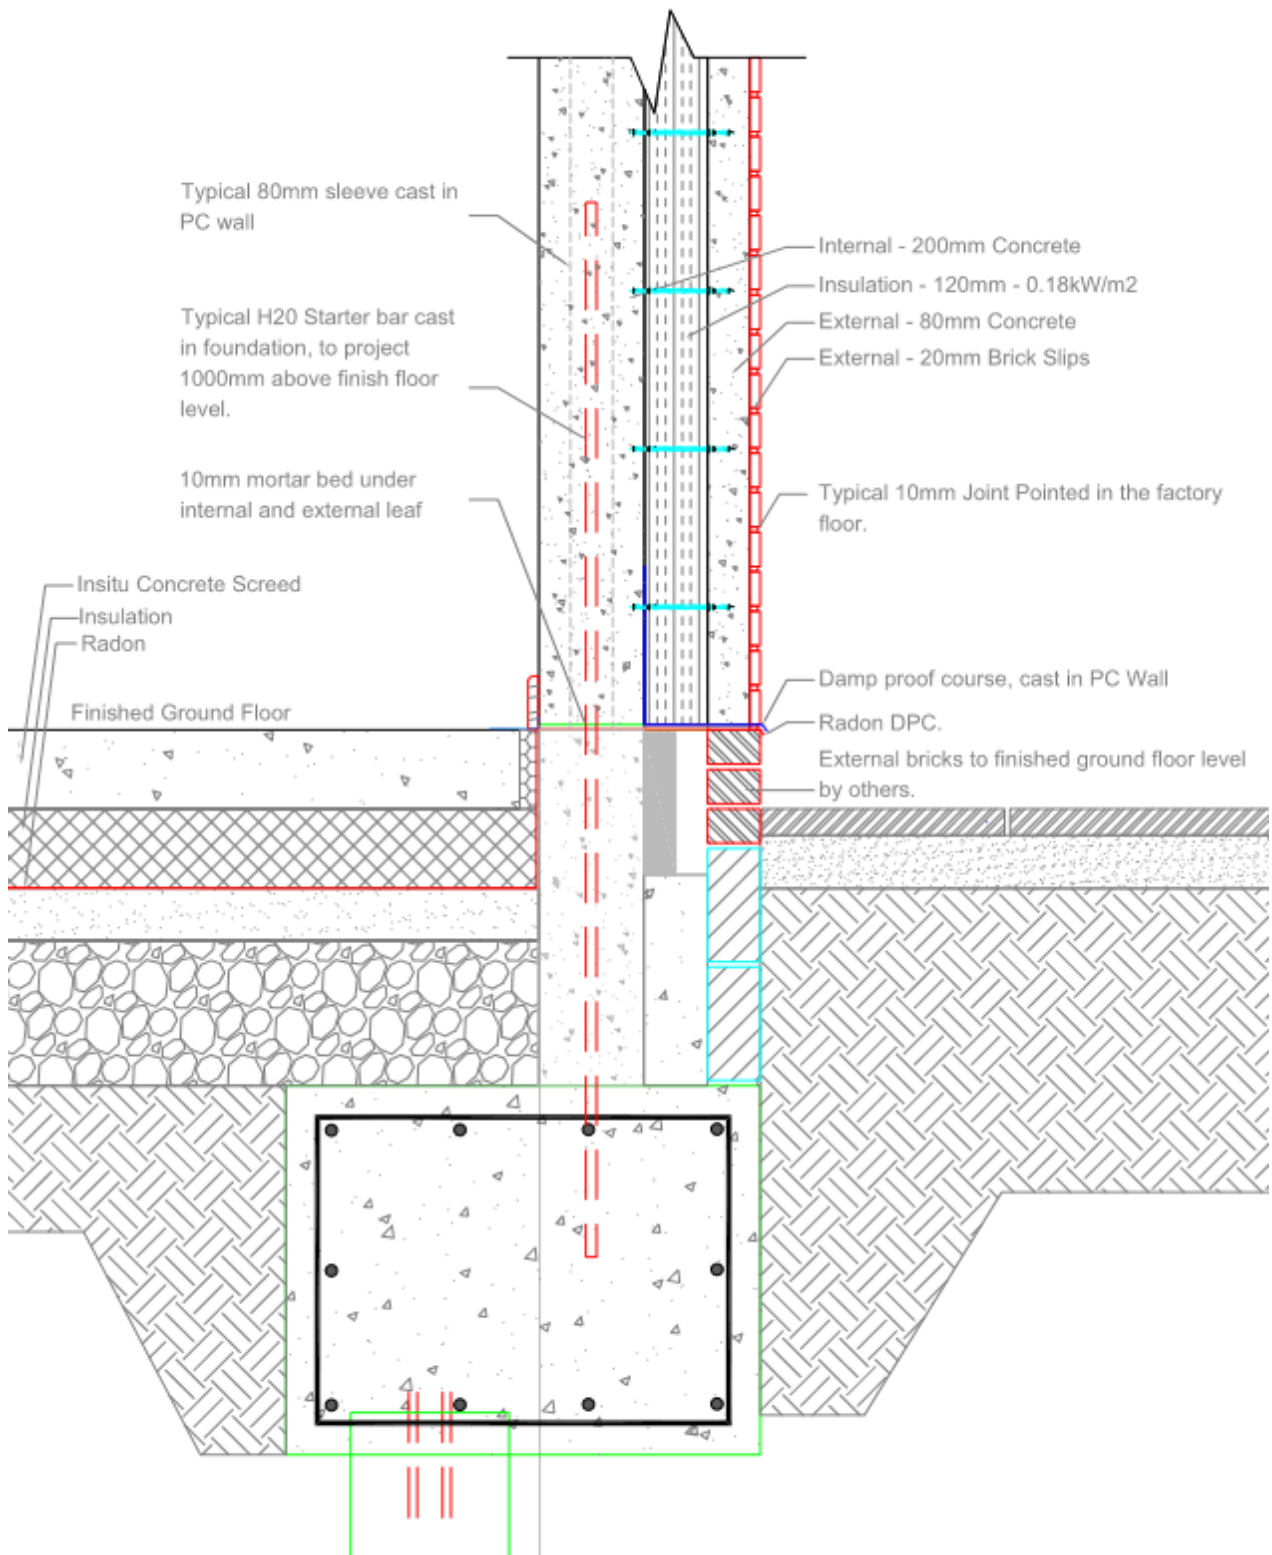 Typical 80mm sleeve cast in
PC wall
Typical H20 Starter bar cast
in foundation, to project
1000mm above finish floor
level.
10mm mortar bed under
internal and external leaf
Insitu Concrete Screed
Insulation
Radon
Finished Ground Floor
Internal - 200mm Concrete
Insulation - 120mm - 0.18kW/m2
External - 80mm Concrete
External - 20mm Brick Slips
Typical 10mm Joint Pointed in the factory
floor.
Damp proof course, cast in PC Wall
Radon DPC.
External bricks to finished ground floor level
by others.